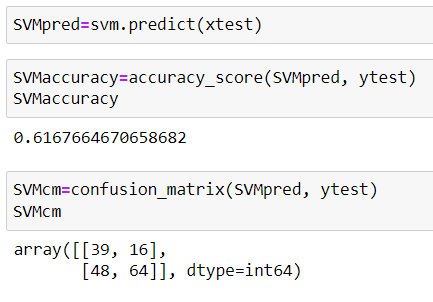 SVMpred=svm.predict(xtest)
SVMaccuracy=accuracy_score(SVMpred, ytest)
SVMaccuracy
0.6167664670658682
SVMcm=confusion_matrix(SVMpred, ytest)
SVMcm
array([[39, 16],
       [48, 64]], dtype=int64)